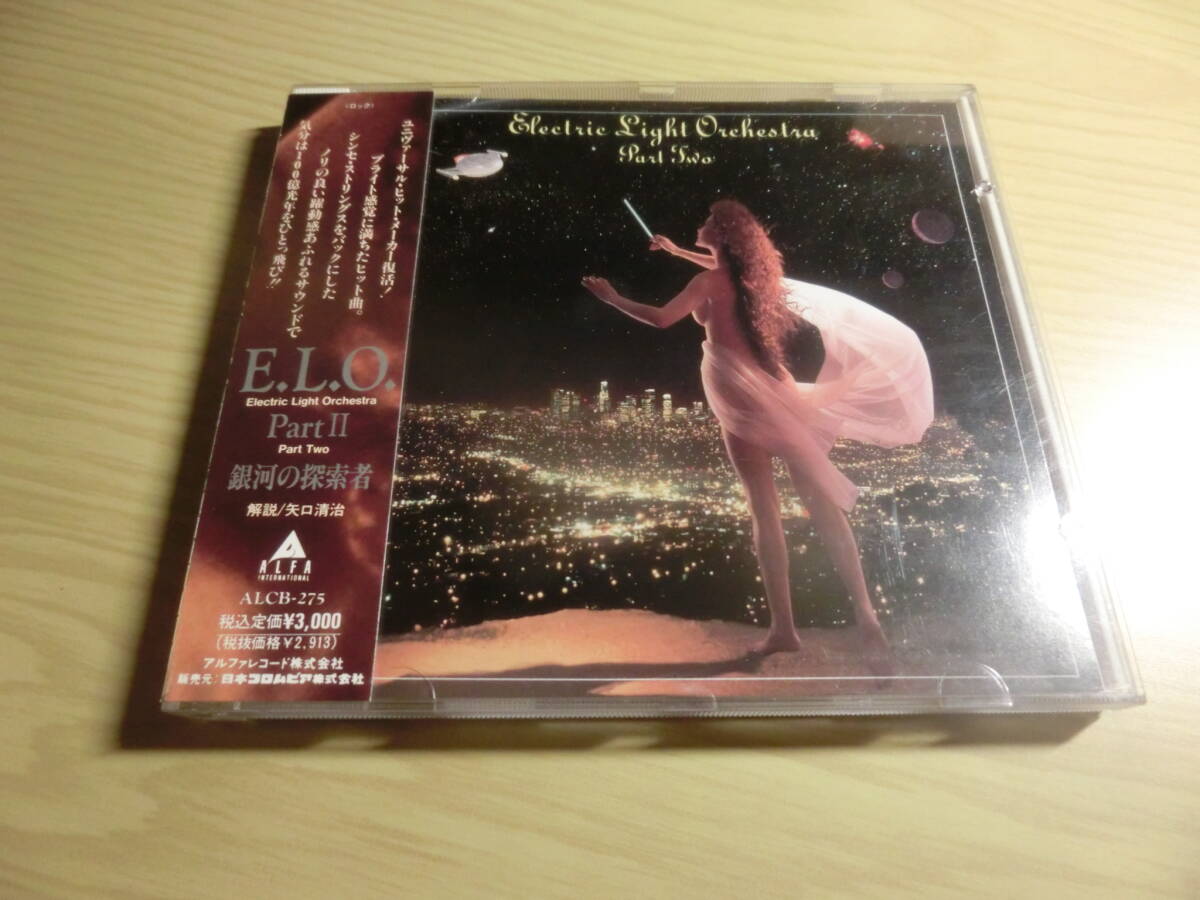 〈ロック〉
ユニヴァーサル・ヒット・メーカー復活!
ブライト感覚に満ちたヒット曲。
シンセ・ストリングスをバックにした
ノリの良い躍動感あふれるサウンドで
気分は100億光年をひとっ飛び!!
E.L.O.
Electric Light Orchestra
Part II
Part Two
銀河の探索者
解説/矢口清治
ALFA
INTERNATIONAL
ALCB-275
税込定価¥3,000
(税抜価格¥2,913)
アルファレコード株式会社
販売元:日本コロムビア株式会社
Electric Light Orchestra
Part Two